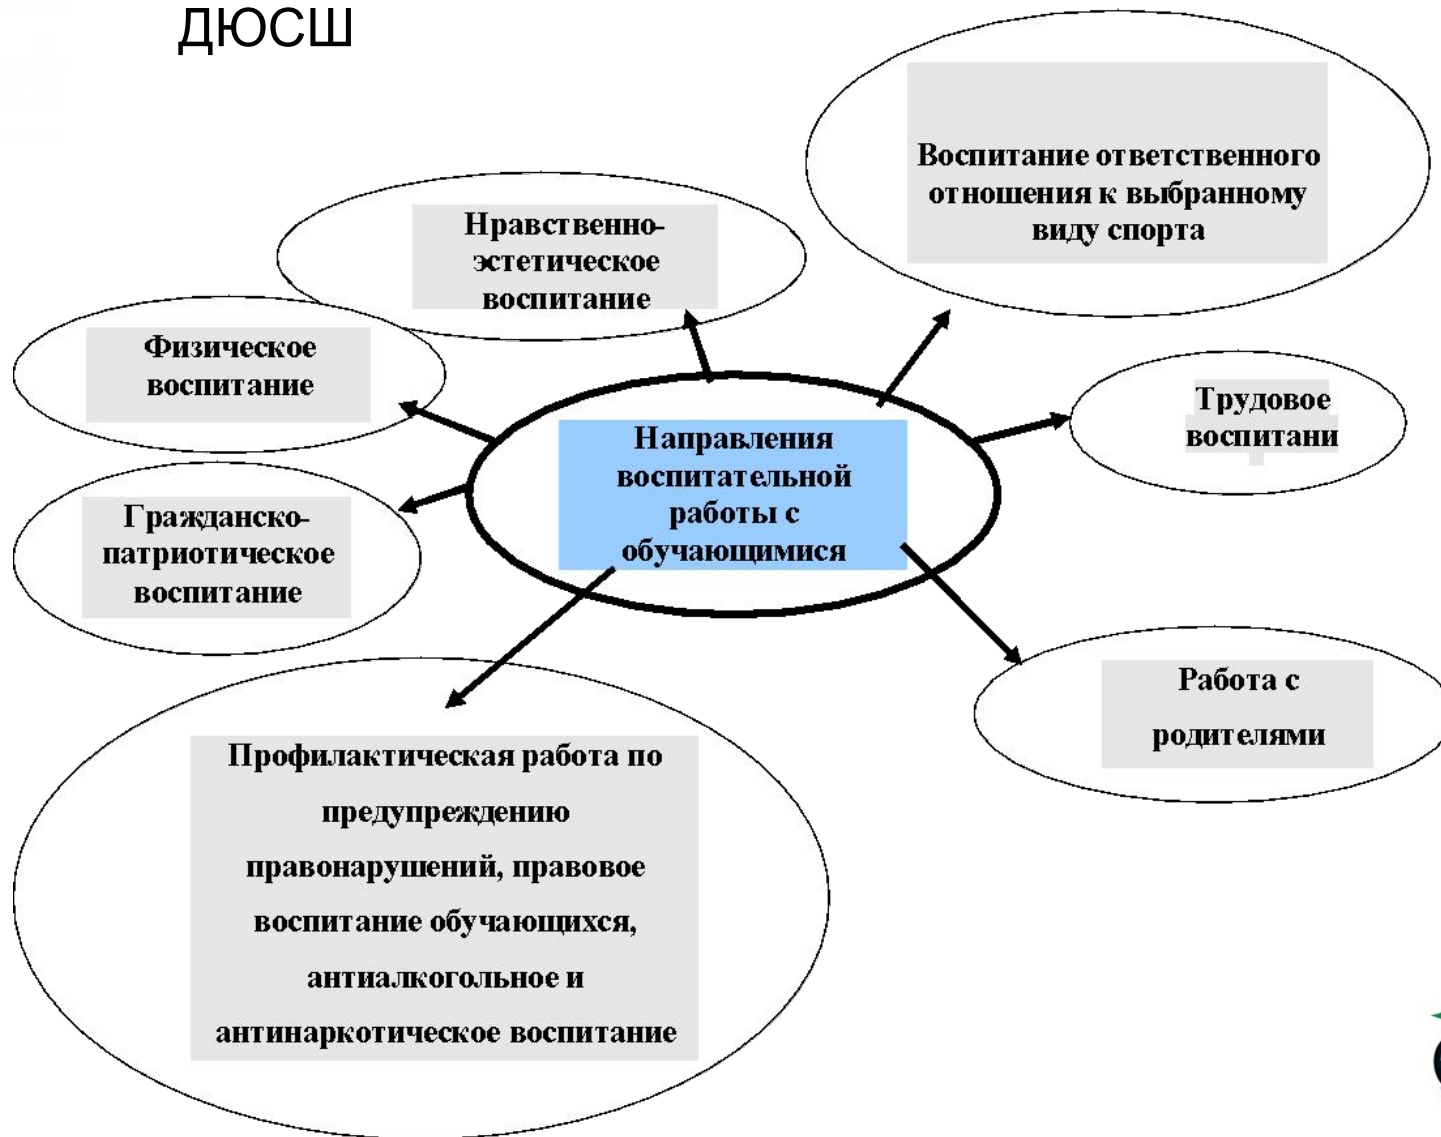 ДЮСШ
Воспитание ответственного
отношения к выбранному
виду спорта
Нравственно-
эстетическое
воспитание
Физическое
воспитание
Трудовое
воспитани
Направления
воспитательной
работы с
обучающимися
Гражданско-
патриотическое
воспитание
Работа с
родителями
Профилактическая работа по
предупреждению
правонарушений, правовое
воспитание обучающихся,
антиалкогольное и
антинаркотическое воспитание